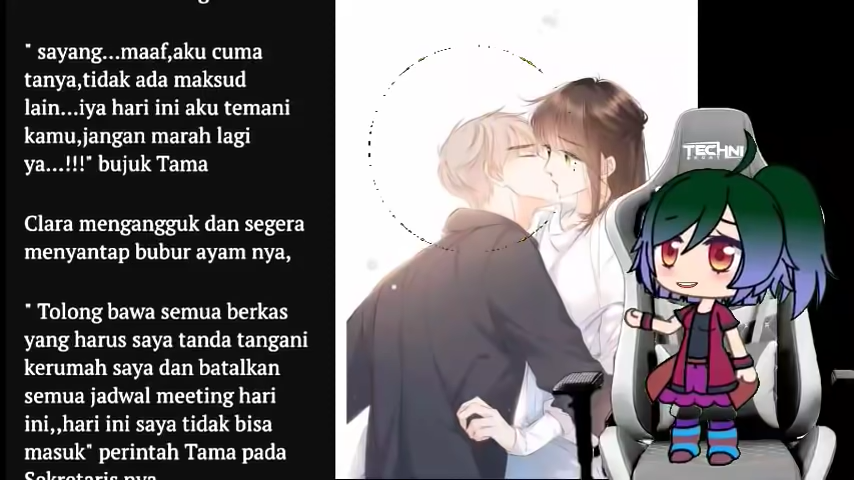 " sayang...maaf,aku cuma
tanya,tidak ada maksud
lain...iya hari ini aku temani
kamu,jangan marah lagi
ya...!!!" bujuk Tama
Clara mengangguk dan segera
menyantap bubur ayam nya,
" Tolong bawa semua berkas
yang harus saya tanda tangani
kerumah saya dan batalkan
semua jadwal meeting hari
ini,,hari ini saya tidak bisa
masuk" perintah Tama pada
Sekretaris nya
TECHNI